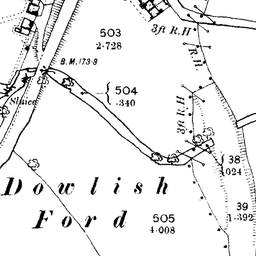 503
2·728
3ft R.H
R.H.
B.M.173·8
Sluice
504
·340
3ft R.H
38
·024
Dowlish
Ford
39
1·392
505
4·008